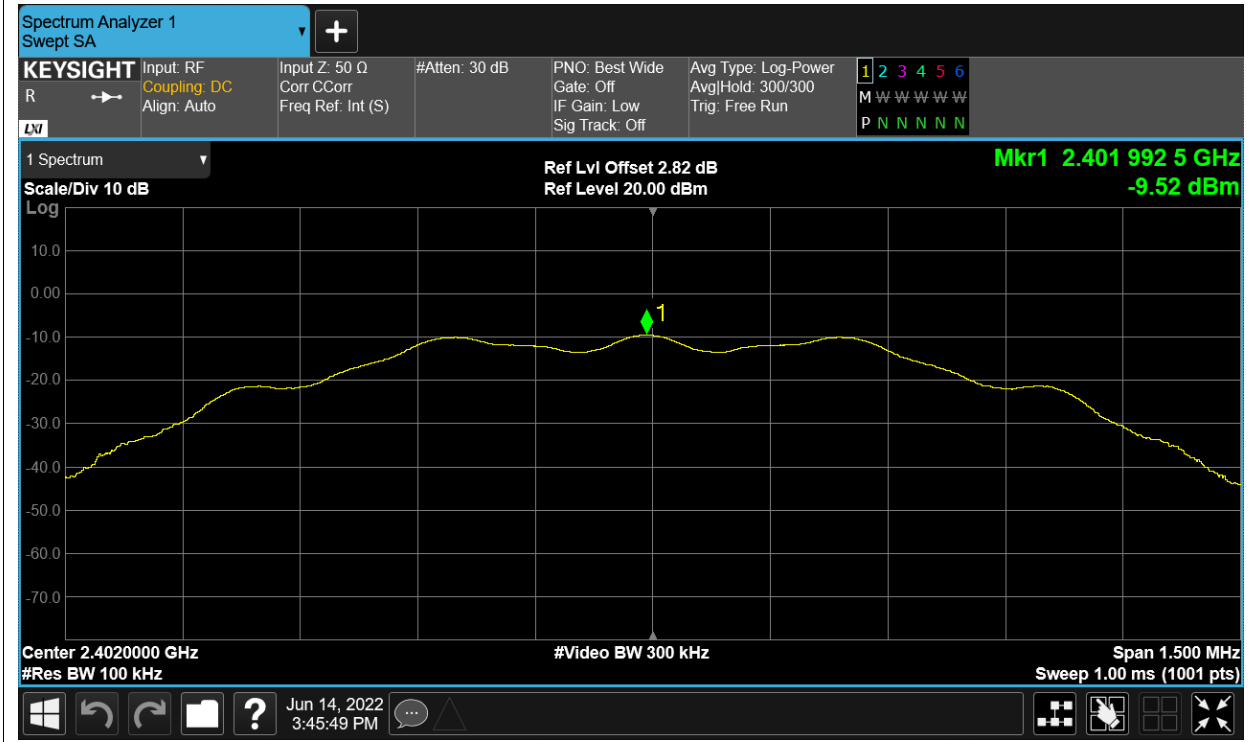 Spectrum Analyzer 1
Swept SA
KEYSIGHT
R
LXI
Input: RF
Coupling: DC
Align: Auto
Input Z: 50 Ω
Corr CCorr
Freq Ref: Int (S)
#Atten: 30 dB
PNO: Best Wide
Gate: Off
IF Gain: Low
Sig Track: Off
Avg Type: Log-Power
Avg|Hold: 300/300
Trig: Free Run
1 2 3 4 5 6
M W W W W W W
P N N N N N N
1 Spectrum
Scale/Div 10 dB
Log
Ref Lvl Offset 2.82 dB
Ref Level 20.00 dBm
Mkr1 2.401 992 5 GHz
-9.52 dBm
10.0
0.00
1
-10.0
-20.0
-30.0
-40.0
-50.0
-60.0
-70.0
Center 2.4020000 GHz
#Video BW 300 kHz
Span 1.500 MHz
#Res BW 100 kHz
Sweep 1.00 ms (1001 pts)
?
Jun 14, 2022
3:45:49 PM